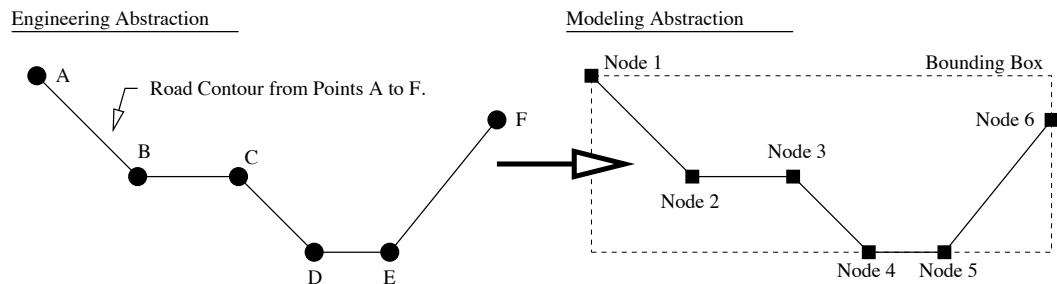 Engineering Abstraction
A
Road Contour from Points A to F.
B
C
D
E
F
Modeling Abstraction
Node 1
Bounding Box
Node 6
Node 3
Node 2
Node 4
Node 5